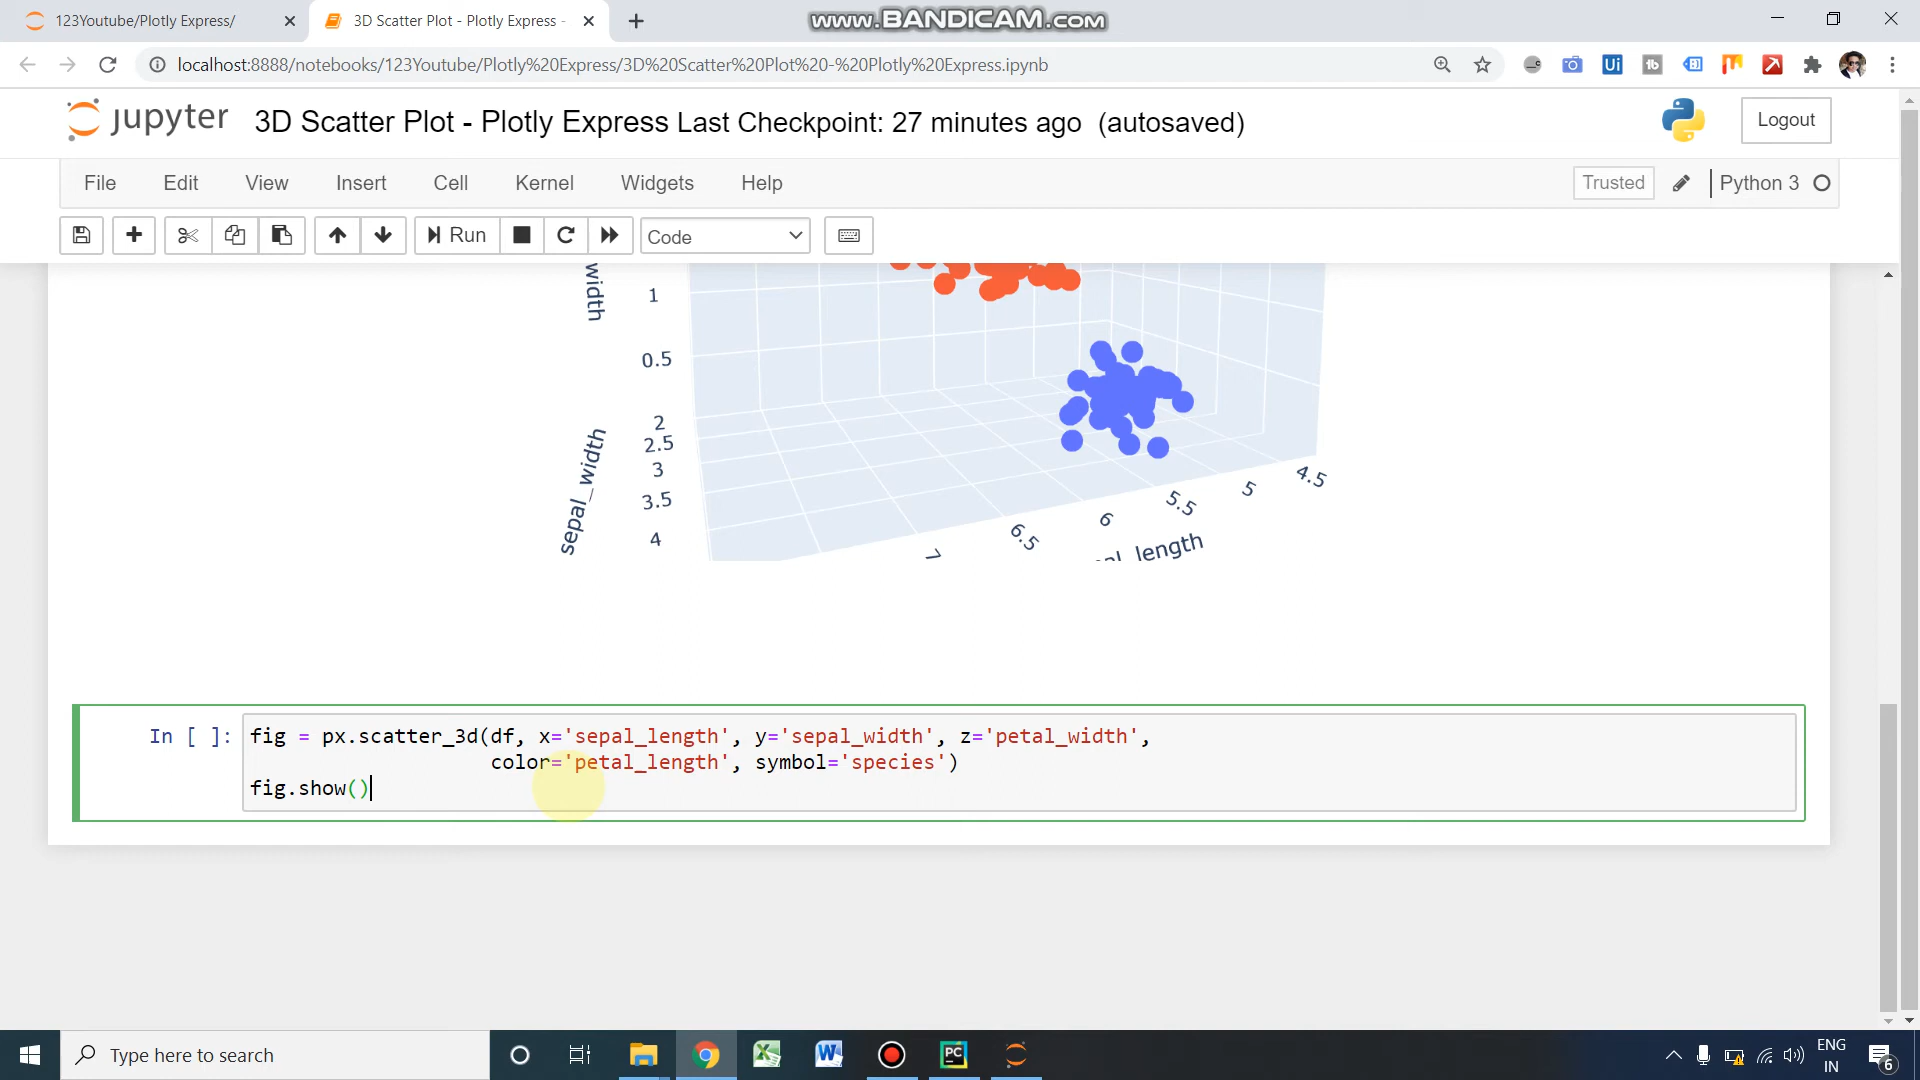 123Youtube/Plotly Express/
3D Scatter Plot - Plotly Express -
www.BANDICAM.com
localhost:8888/notebooks/123Youtube/Plotly%20Express/3D%20Scatter%20Plot%20-%20Plotly%20Express.ipynb
jupyter 3D Scatter Plot - Plotly Express Last Checkpoint: 27 minutes ago (autosaved)
Logout
File Edit View Insert Cell Kernel Widgets Help
Trusted
Python 3
Run
Code
width
1
0.5
2
2.5
3
3.5
4
sepal_width
4.5
5
5.5
6
6.5
7
al_length
In [ ]:
fig = px.scatter_3d(df, x='sepal_length', y='sepal_width', z='petal_width',
color='petal_length', symbol='species')
fig.show()
Type here to search
ENG
IN
6